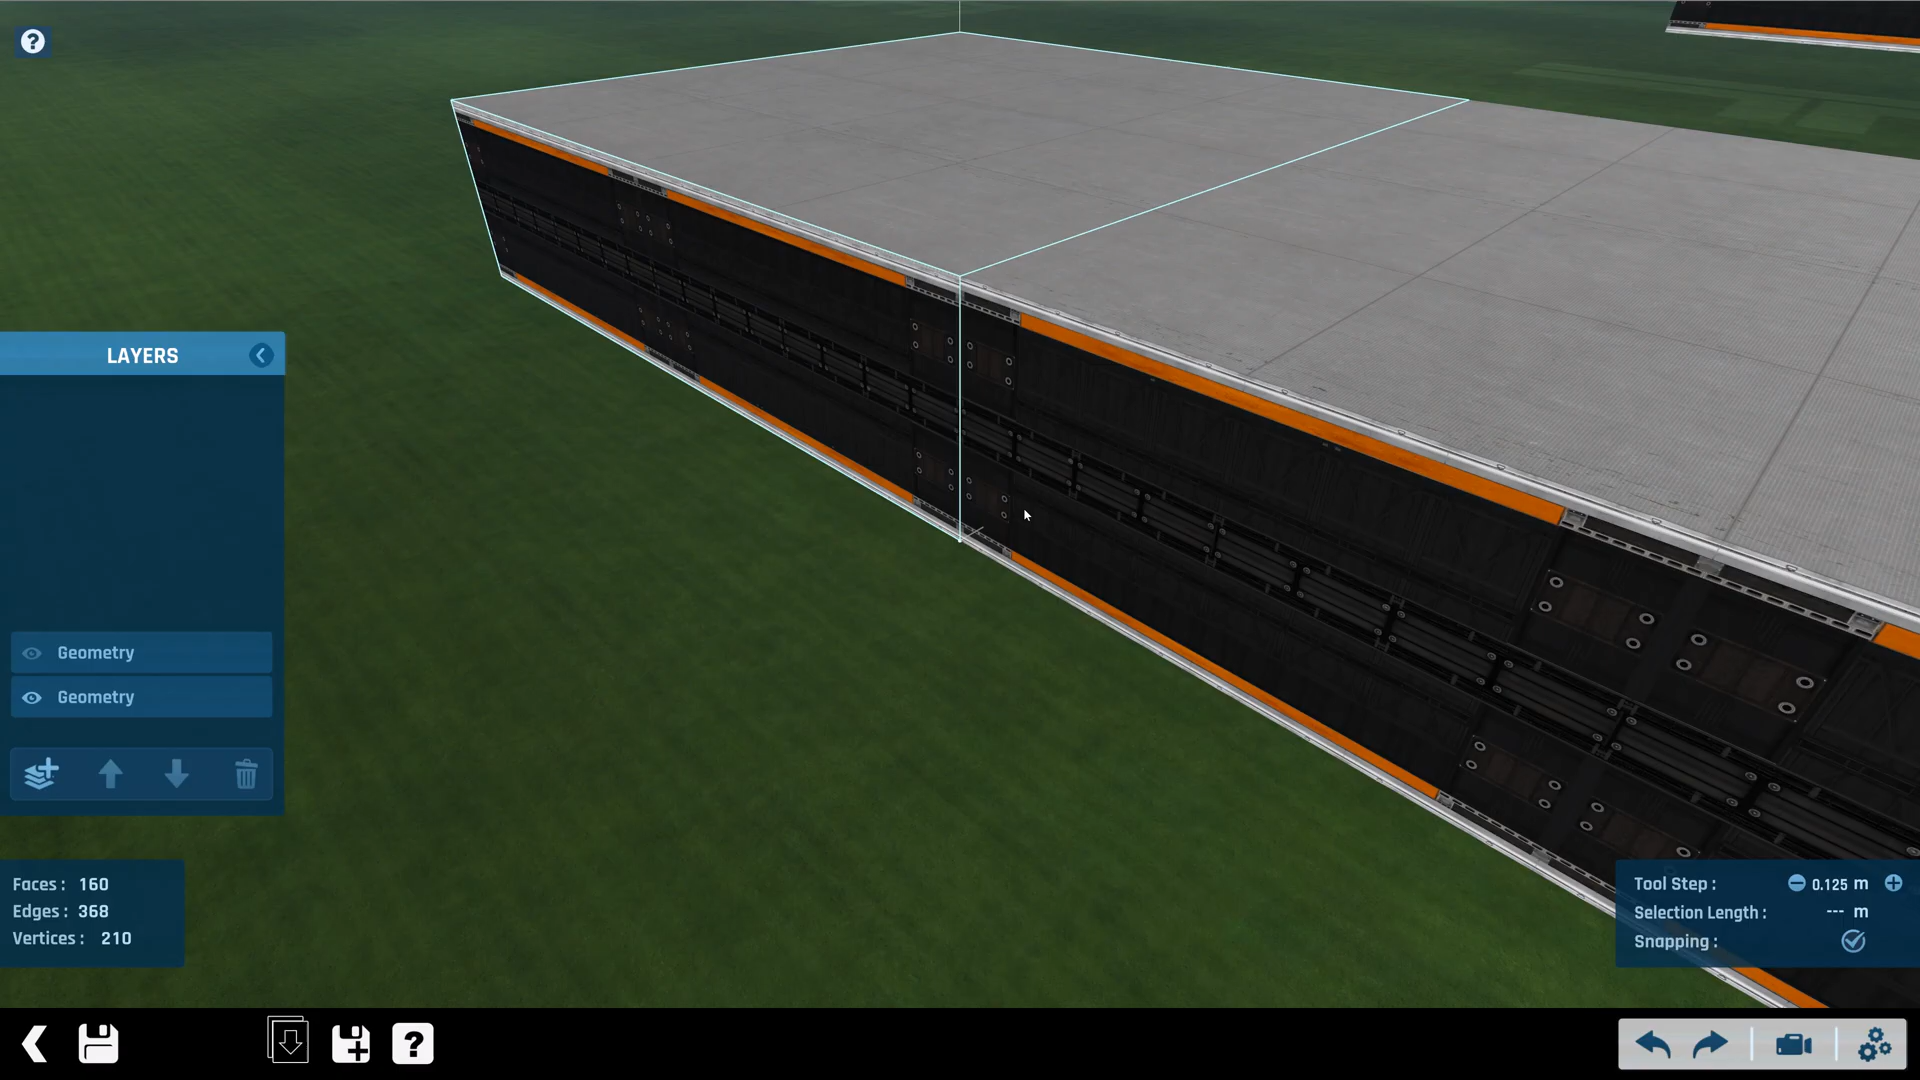 ?
LAYERS
Geometry
Geometry
Faces : 160
Edges : 368
Vertices : 210
Tool Step : 0.125 m
Selection Length : --- m
Snapping :
?